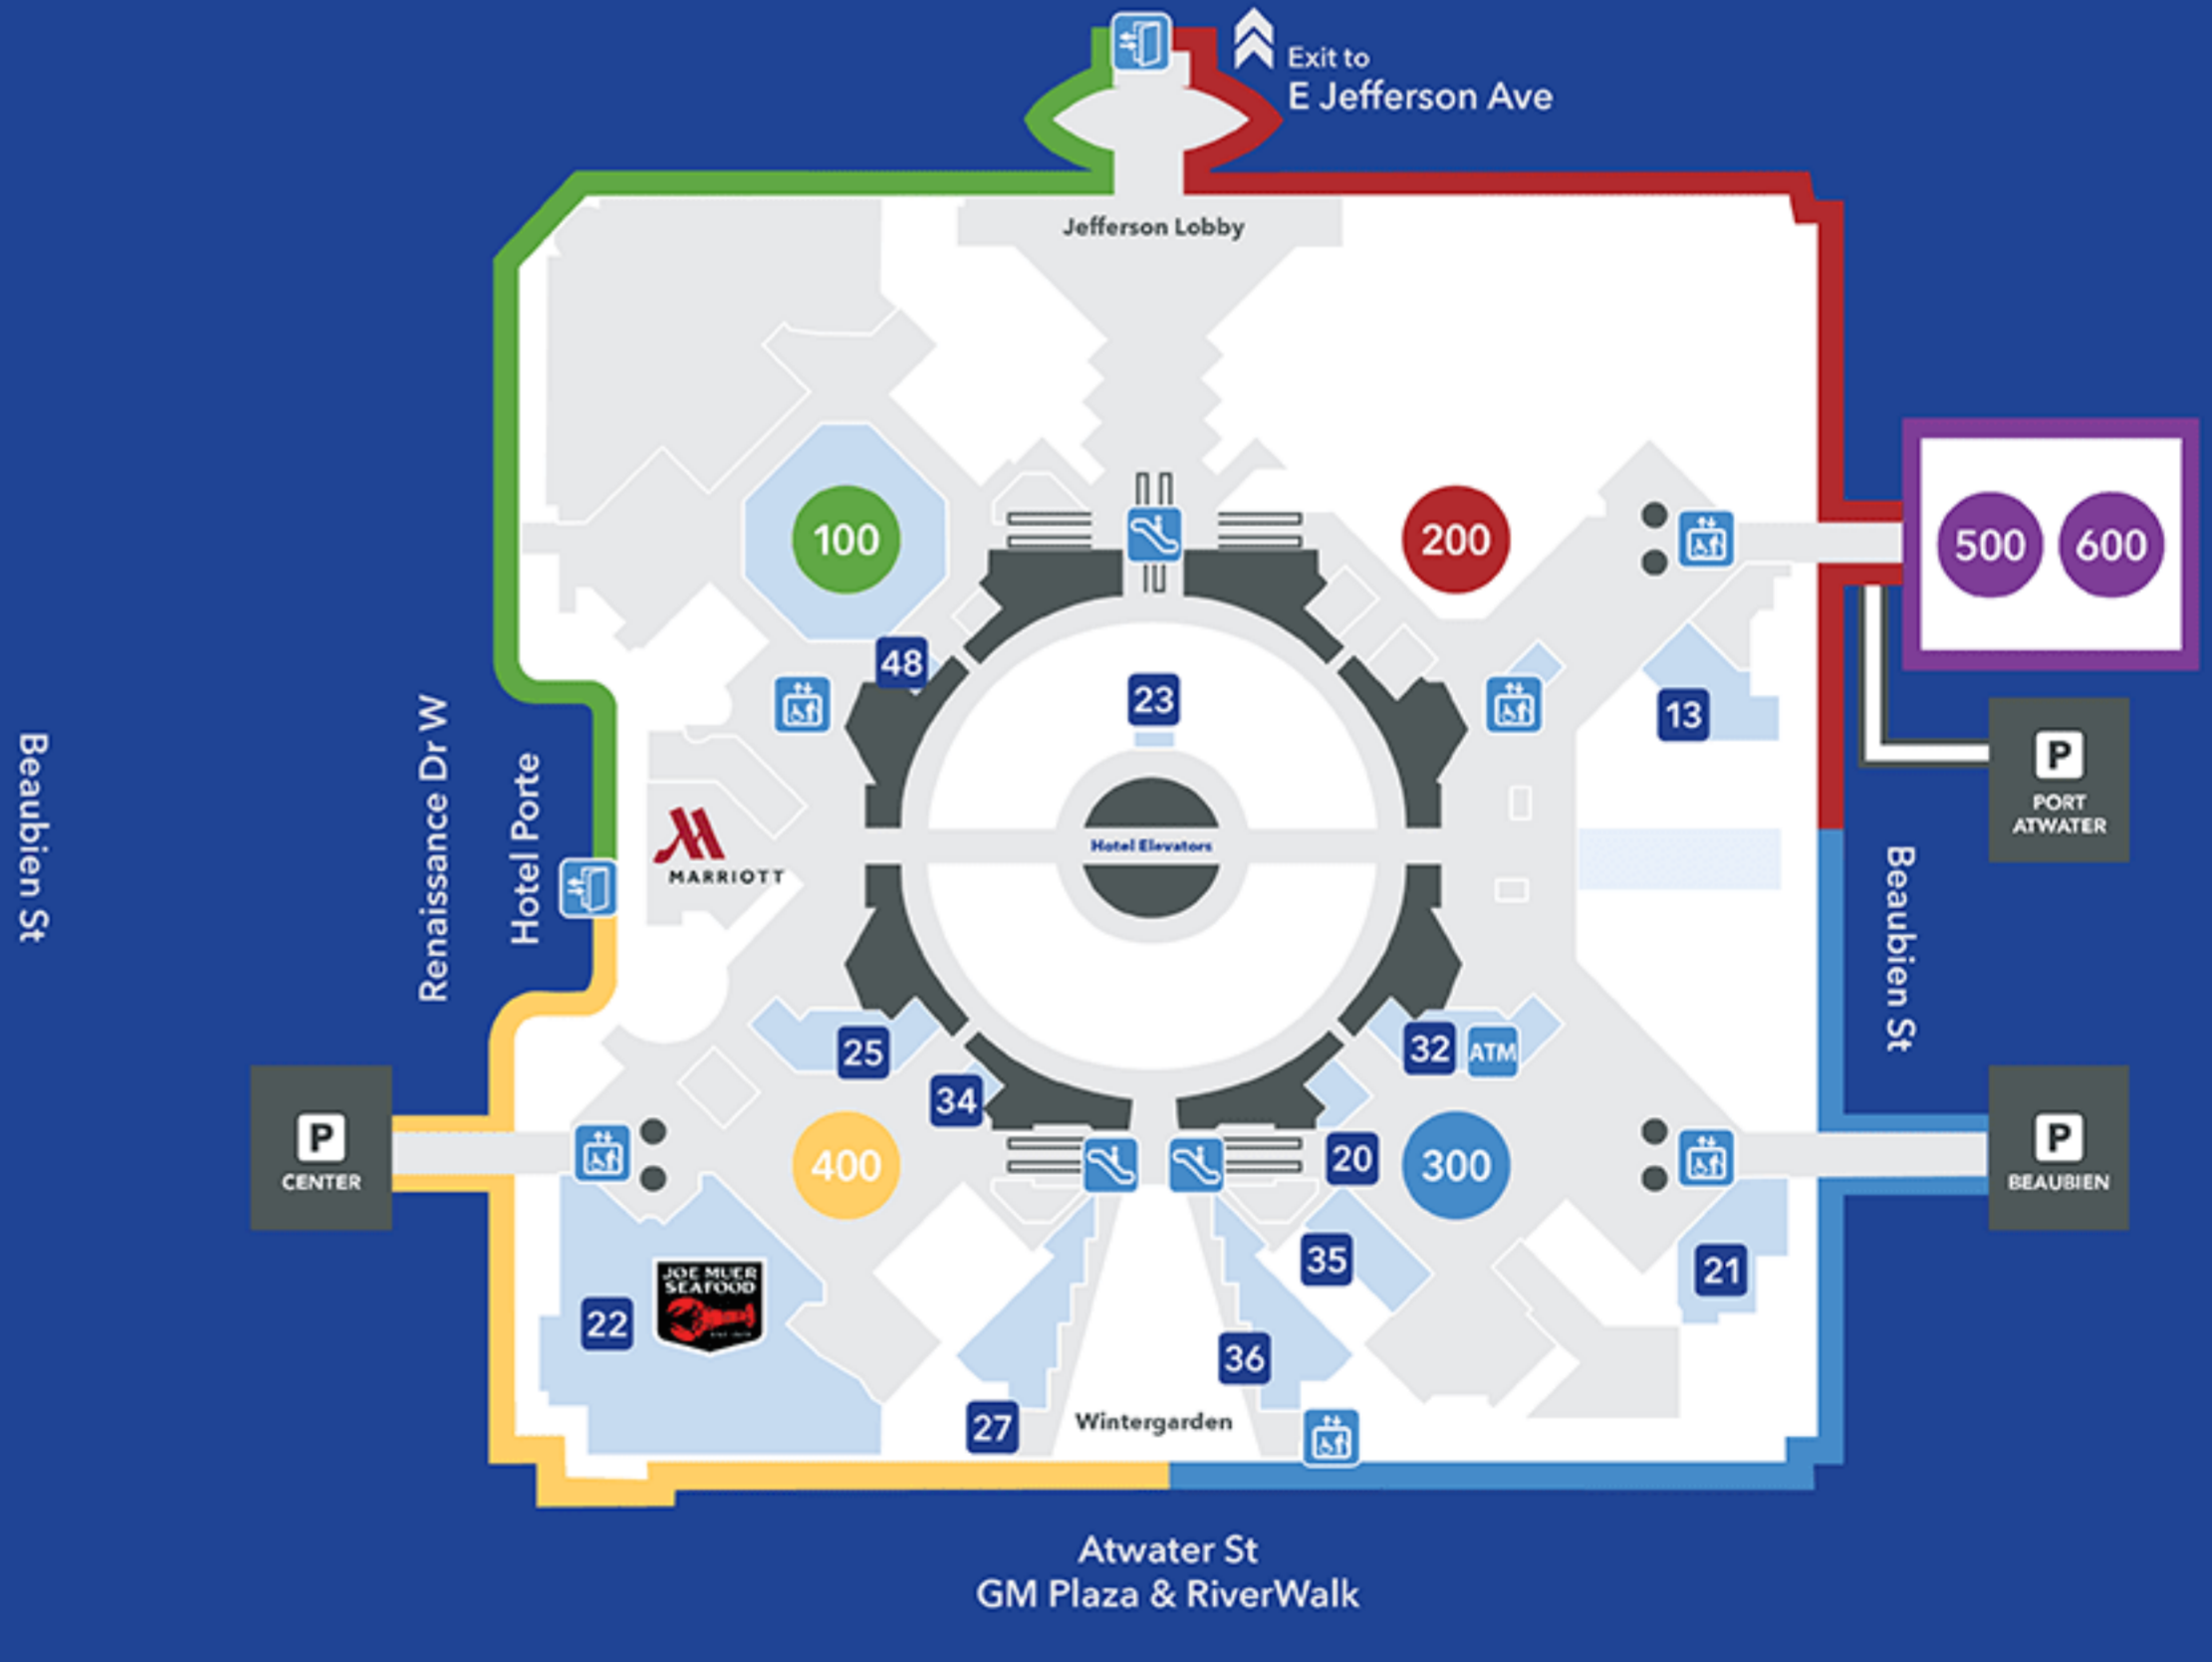 Exit to
E Jefferson Ave
Jefferson Lobby
100
200
500
600
48
23
13
P
PORT
ATWATER
Beaubien St
Renaissance Dr W
Hotel Porte
MARRIOTT
Hotel Elevators
Beaubien St
25
32
ATM
34
P
CENTER
400
20
300
P
BEAUBIEN
JOE MUER
SEAFOOD
22
35
21
36
27
Wintergarden
Atwater St
GM Plaza & RiverWalk